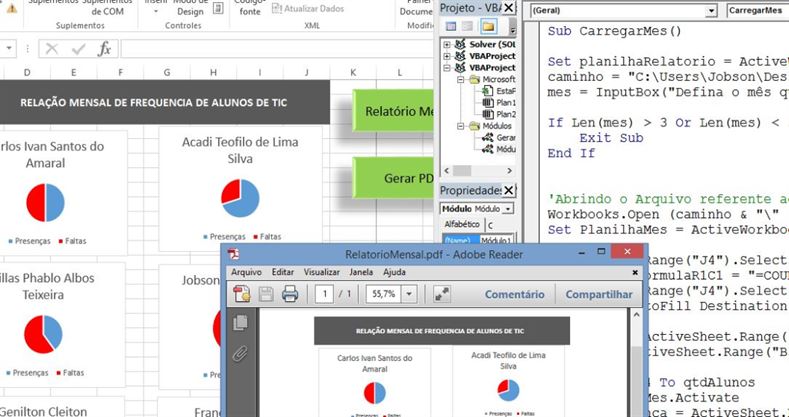 Suplementos Suplementos
de COM
Inserir Modo de
Design
Código-
fonte
Atualizar Dados
Painel
Docume
Suplementos
Controles
XML
Modific
fx
D E F G H I J K L
RELAÇÃO MENSAL DE FREQUENCIA DE ALUNOS DE TIC
rlos Ivan Santos do
Amaral
Presenças Faltas
Acadi Teofilo de Lima
Silva
Presenças Faltas
Relatório Me
Gerar PD
illas Phablo Albos
Teixeira
Presenças Faltas
Jobson
Pr
Genilton Cleiton
Franc
Projeto - VBA
Solver (SOL
VBAProject
VBAProject
Microsoft
EstaP
Plan1
Plan2
Módulos
Gerar
Módu
Propriedades
Módulo1 Módulo
Alfabético C
(Name) Módulo1
(Geral) CarregarMes
Sub CarregarMes()
Set planilhaRelatorio = ActiveW
caminho = "C:\Users\Jobson\Des
mes = InputBox("Defina o mês q
If Len(mes) > 3 Or Len(mes) <
Exit Sub
End If
'Abrindo o Arquivo referente a
Workbooks.Open (caminho & "\"
Set PlanilhaMes = ActiveWorkbo
Range("J4").Select
ormulaR1C1 = "=COU
Range("J4").Select
toFill Destination
ActiveSheet.Range(
tiveSheet.Range("B
4 To qtdAlunos
Mes.Activate
nca = ActiveSheet.R
RelatorioMensal.pdf - Adobe Reader
Arquivo Editar Visualizar Janela Ajuda
1 / 1 55,7% Comentário Compartilhar
RELAÇÃO MENSAL DE FREQUENCIA DE ALUNOS DE TIC
Carlos Ivan Santos do
Amaral
Acadi Teofilo de Lima
Silva
Presenças Faltas
Presenças Faltas